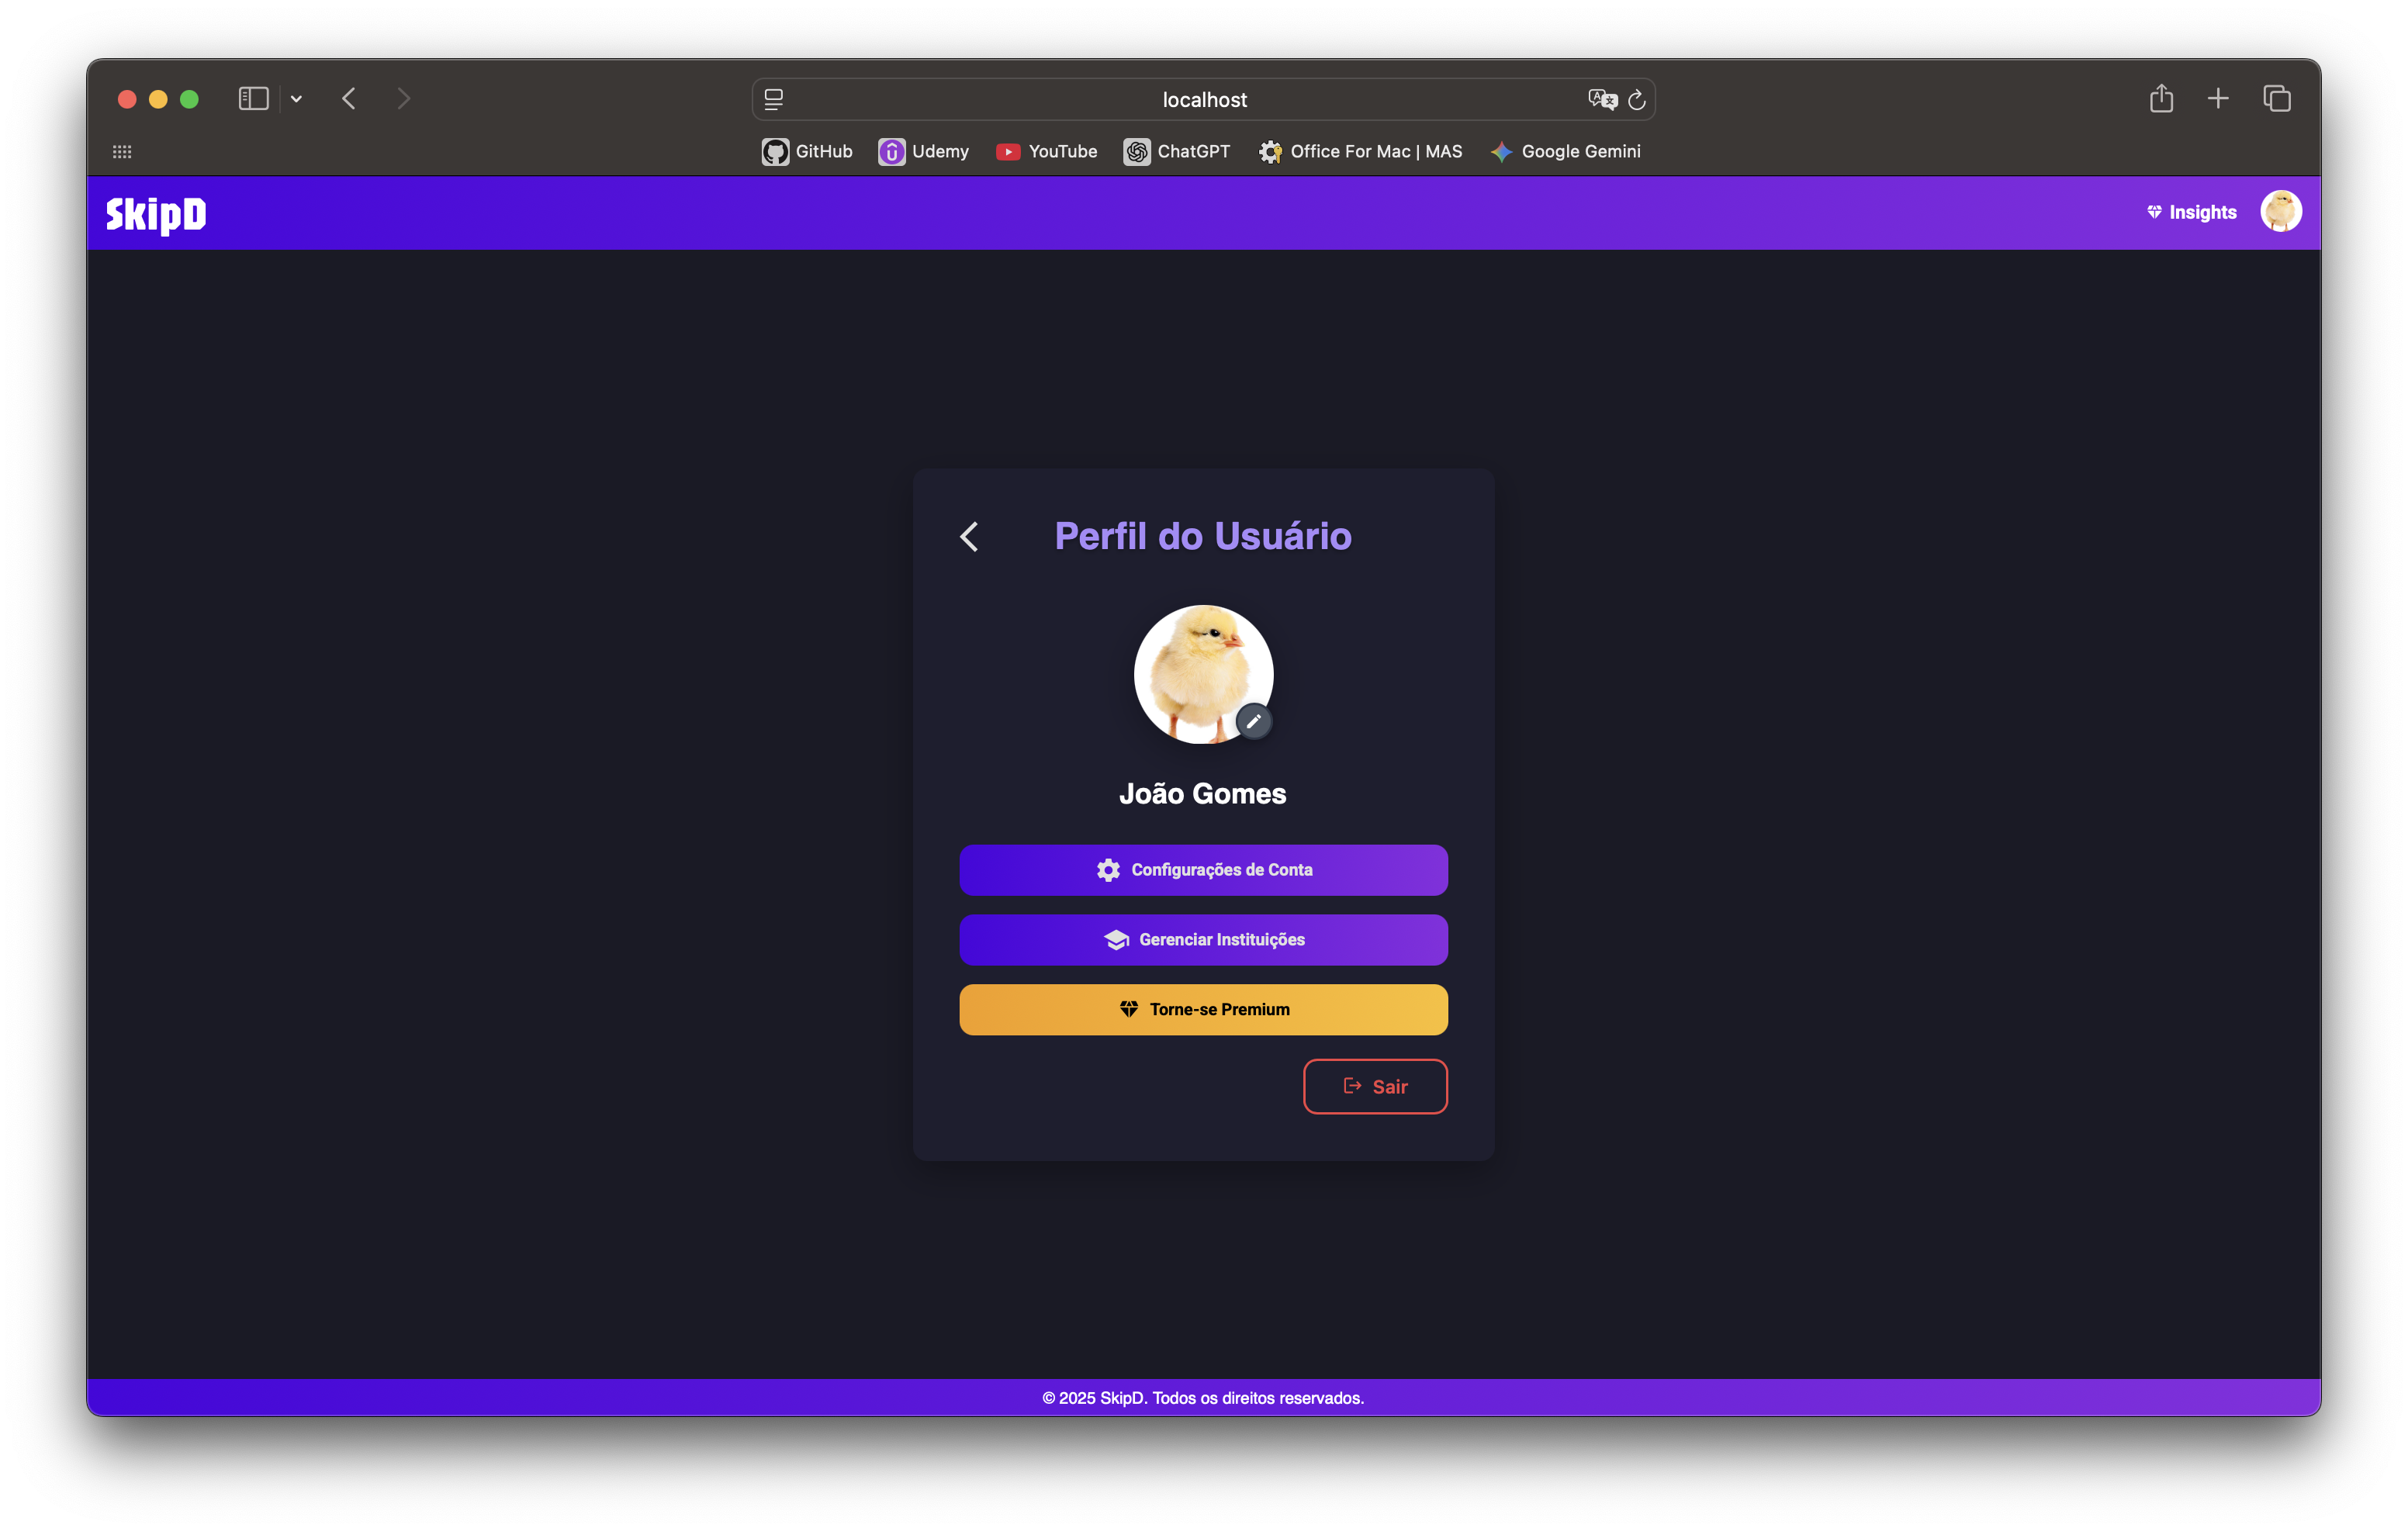 localhost
GitHub Udemy YouTube ChatGPT Office For Mac | MAS Google Gemini
SkipD
Insights
Perfil do Usuário
João Gomes
Configurações de Conta
Gerenciar Instituições
Torne-se Premium
Sair
© 2025 SkipD. Todos os direitos reservados.